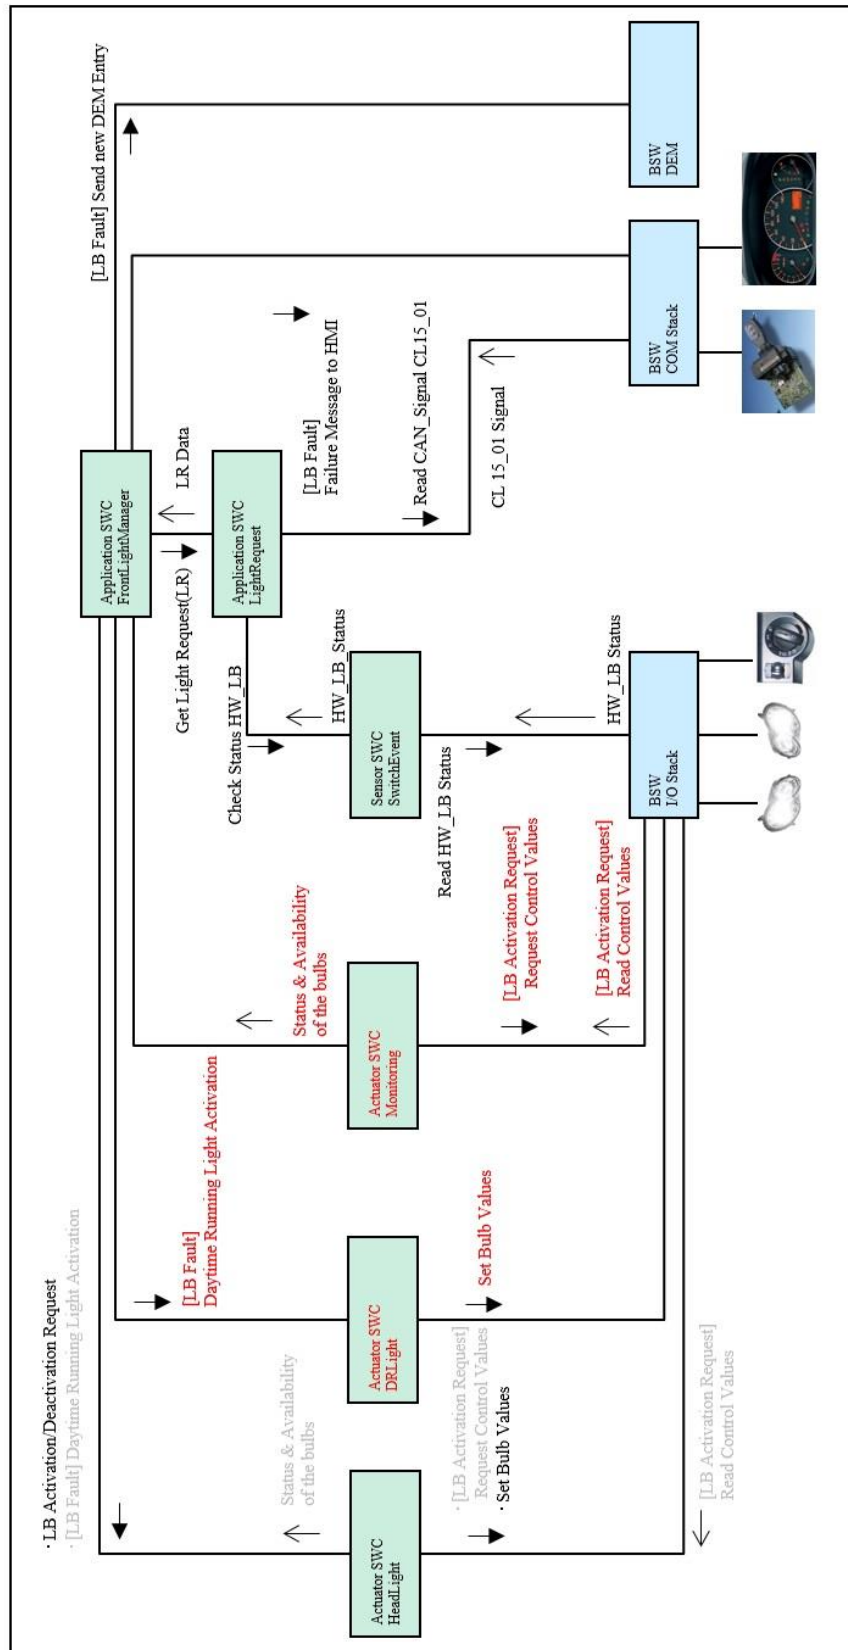 · LB Activation/Deactivation Request
· [LB Fault] Daytime Running Light Activation
Application SWC
FrontLightManager
[LB Fault] Send new DEM Entry
Get Light Request(LR)
LR Data
[LB Fault]
Daytime Running Light Activation
Check Status HW_LB
Application SWC
LightRequest
Status & Availability
of the bulbs
Status & Availability
of the bulbs
HW_LB_Status
[LB Fault]
Failure Message to HMI
Actuator SWC
HeadLight
Actuator SWC
DRLight
Actuator SWC
Monitoring
Sensor SWC
SwitchEvent
Read CAN_Signal CL15_01
· [LB Activation Request]
Request Control Values
· Set Bulb Values
Set Bulb Values
[LB Activation Request]
Request Control Values
Read HW_LB Status
CL 15_01 Signal
[LB Activation Request]
Read Control Values
[LB Activation Request]
Read Control Values
HW_LB Status
BSW
I/O Stack
BSW
COM Stack
BSW
DEM